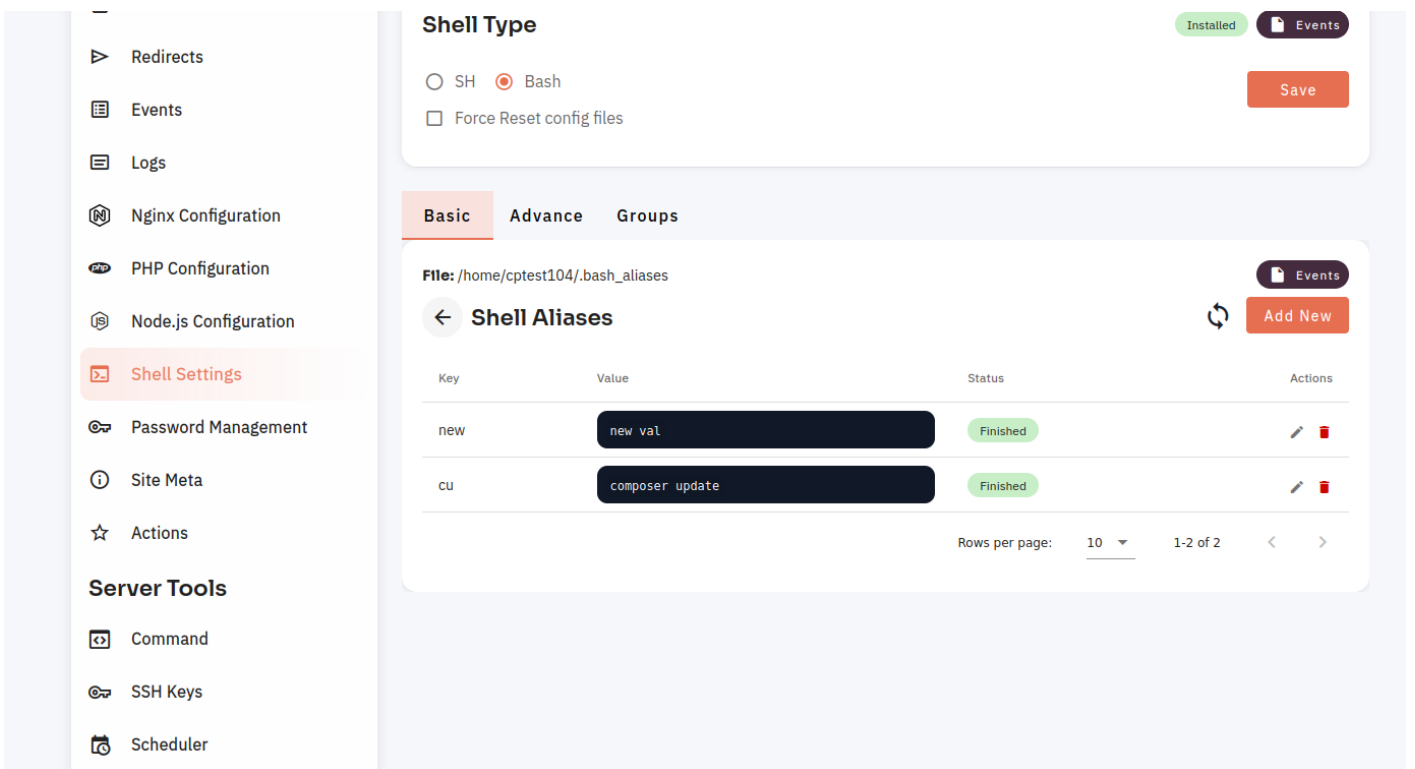 Redirects
Events
Logs
Nginx Configuration
PHP Configuration
Node.js Configuration
Shell Settings
Password Management
Site Meta
Actions
Server Tools
Command
SSH Keys
Scheduler
Shell Type
Installed
Events
SH
Bash
Save
Force Reset config files
Basic Advance Groups
File: /home/cptest104/.bash_aliases
Events
Shell Aliases
Add New
Key Value Status Actions
new new val Finished
cu composer update Finished
Rows per page: 10 1-2 of 2